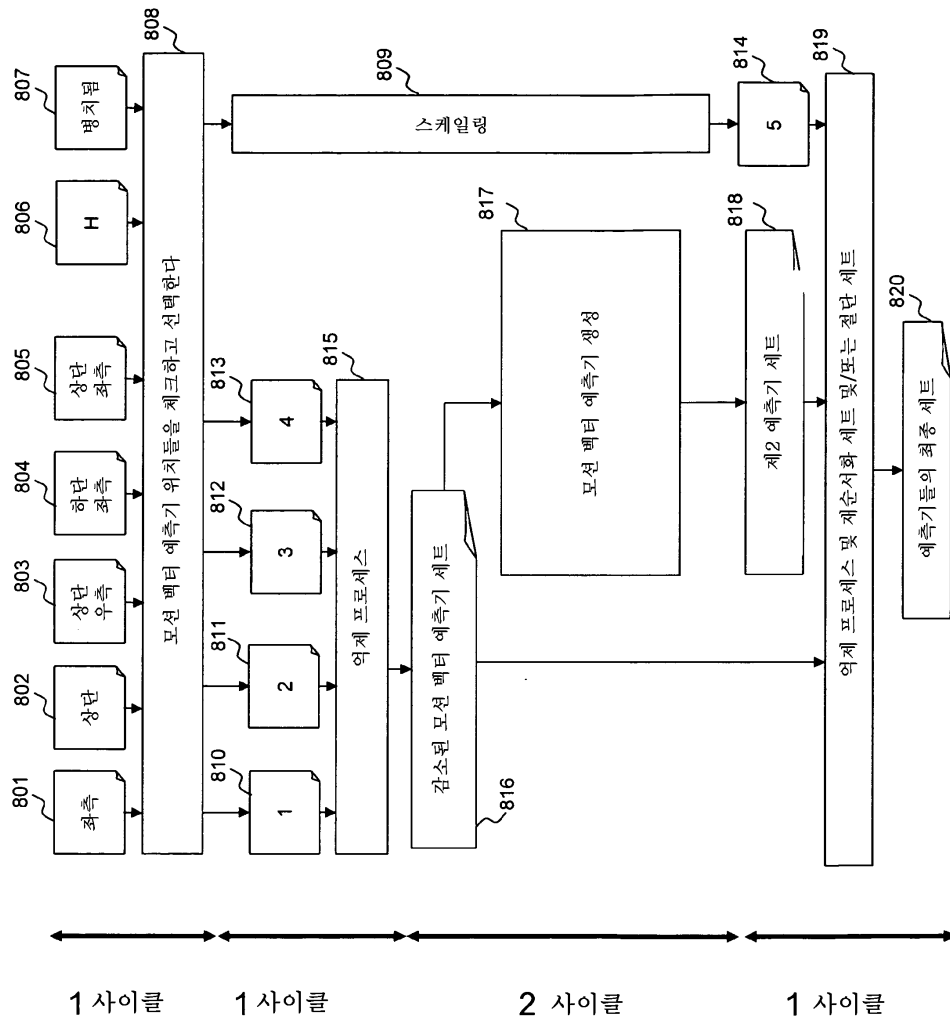 801
좌측
802
상단
803
상단
우측
804
하단
좌측
805
상단
좌측
806
H
807
병치됨
808
모션 벡터 예측기 위치들을 체크하고 선택한다
809
스케일링
810
1
811
2
812
3
813
4
815
억제 프로세스
감소된 모션 벡터 예측기 세트
816
817
모션 벡터 예측기 생성
818
제2 예측기 세트
814
5
819
억제 프로세스 및 재순서화 세트 및/또는 절단 세트
820
예측기들의 최종 세트
1 사이클
1 사이클
2 사이클
1 사이클